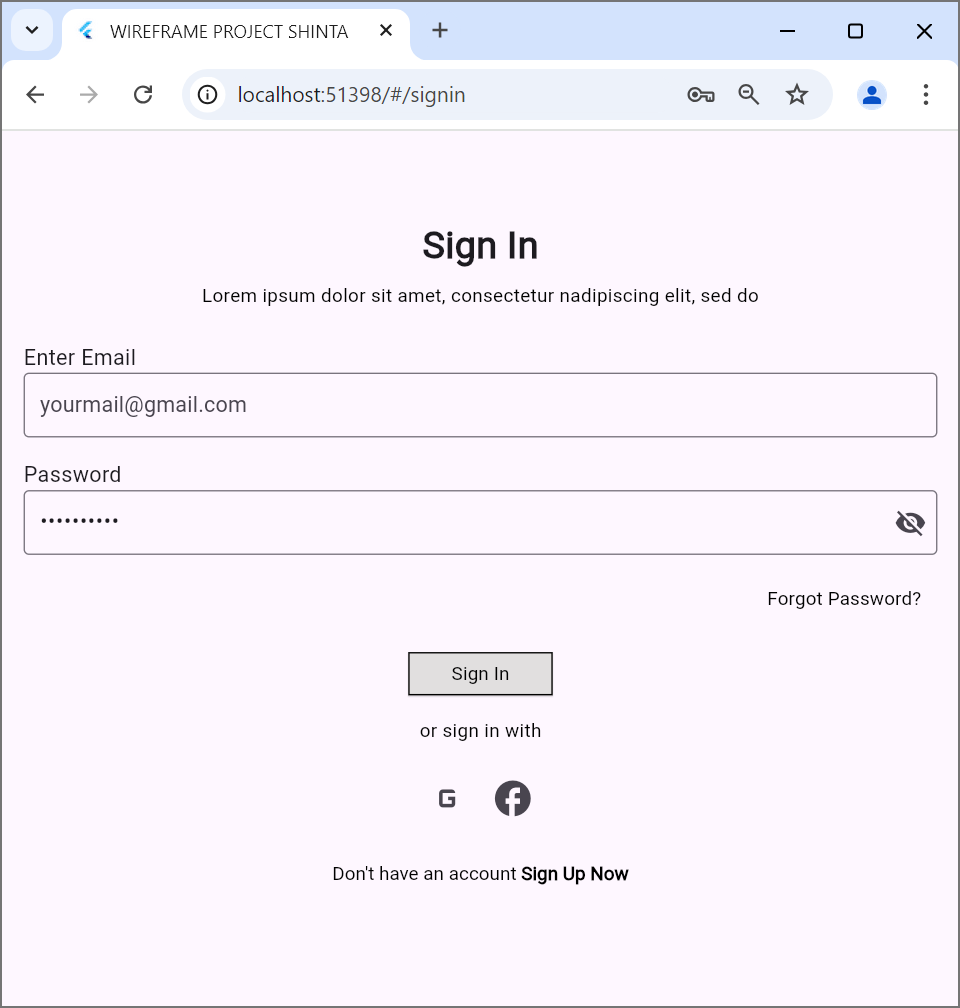 WIREFRAME PROJECT SHINTA
localhost:51398/#/signin
Sign In
Lorem ipsum dolor sit amet, consectetur nadipiscing elit, sed do
Enter Email
yourmail@gmail.com
Password
••••••••••
Forgot Password?
Sign In
or sign in with
G f
Don't have an account Sign Up Now